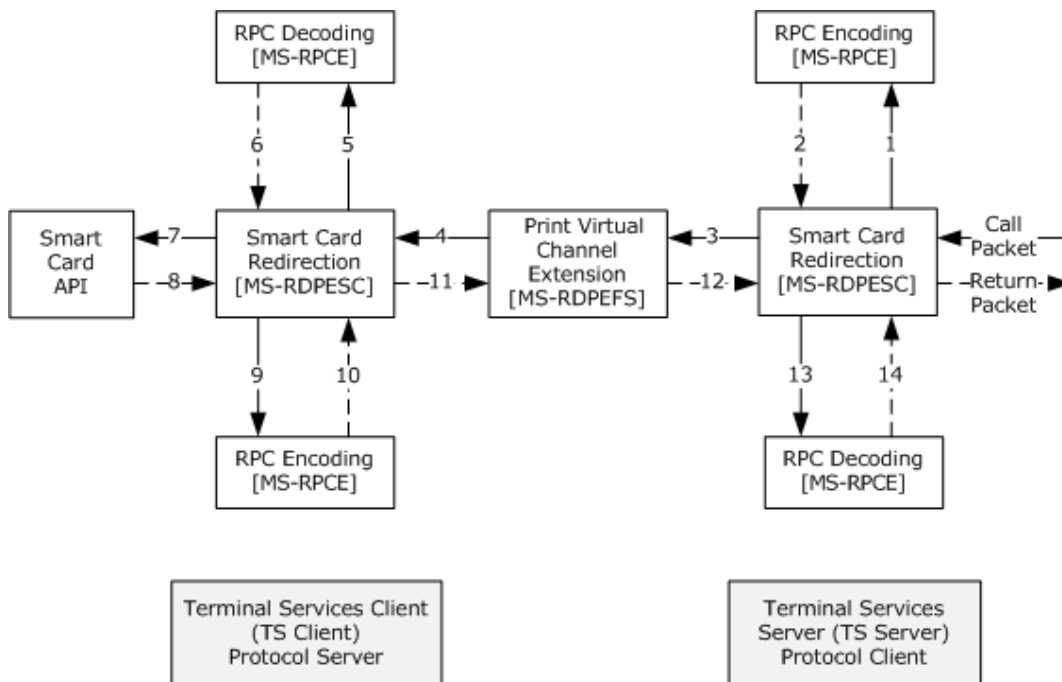 RPC Decoding
[MS-RPCE]
RPC Encoding
[MS-RPCE]
6
5
2
1
Smart
Card
API
7
8
Smart Card
Redirection
[MS-RDPESC]
4
11
Print Virtual
Channel
Extension
[MS-RDPEFS]
3
12
Smart Card
Redirection
[MS-RDPESC]
Call
Packet
Return
Packet
9
10
13
14
RPC Encoding
[MS-RPCE]
RPC Decoding
[MS-RPCE]
Terminal Services Client
(TS Client)
Protocol Server
Terminal Services
Server (TS Server)
Protocol Client